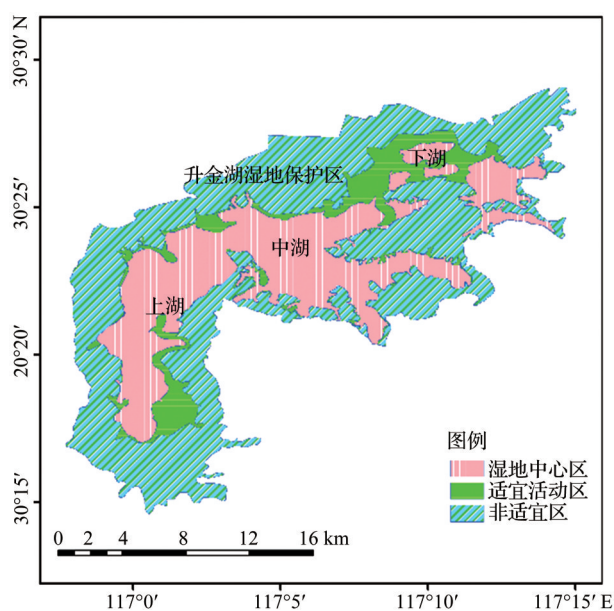 30°30′ N
30°25′
20°20′
30°15′
升金湖湿地保护区
下湖
中湖
上湖
图例
湿地中心区
适宜活动区
非适宜区
0 2 4 8 12 16 km
117°0′ 117°5′ 117°10′ 117°15′ E